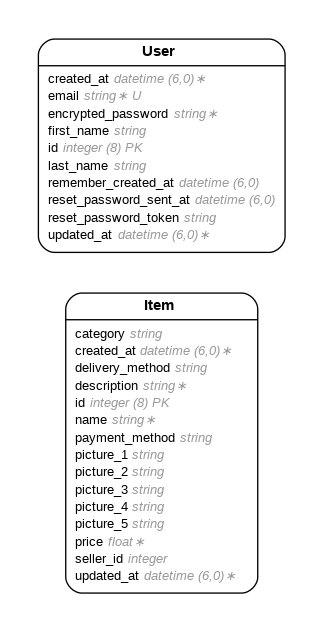 User
created_at datetime (6,0)∗
email string∗ U
encrypted_password string∗
first_name string
id integer (8) PK
last_name string
remember_created_at datetime (6,0)
reset_password_sent_at datetime (6,0)
reset_password_token string
updated_at datetime (6,0)∗
Item
category string
created_at datetime (6,0)∗
delivery_method string
description string∗
id integer (8) PK
name string∗
payment_method string
picture_1 string
picture_2 string
picture_3 string
picture_4 string
picture_5 string
price float∗
seller_id integer
updated_at datetime (6,0)∗